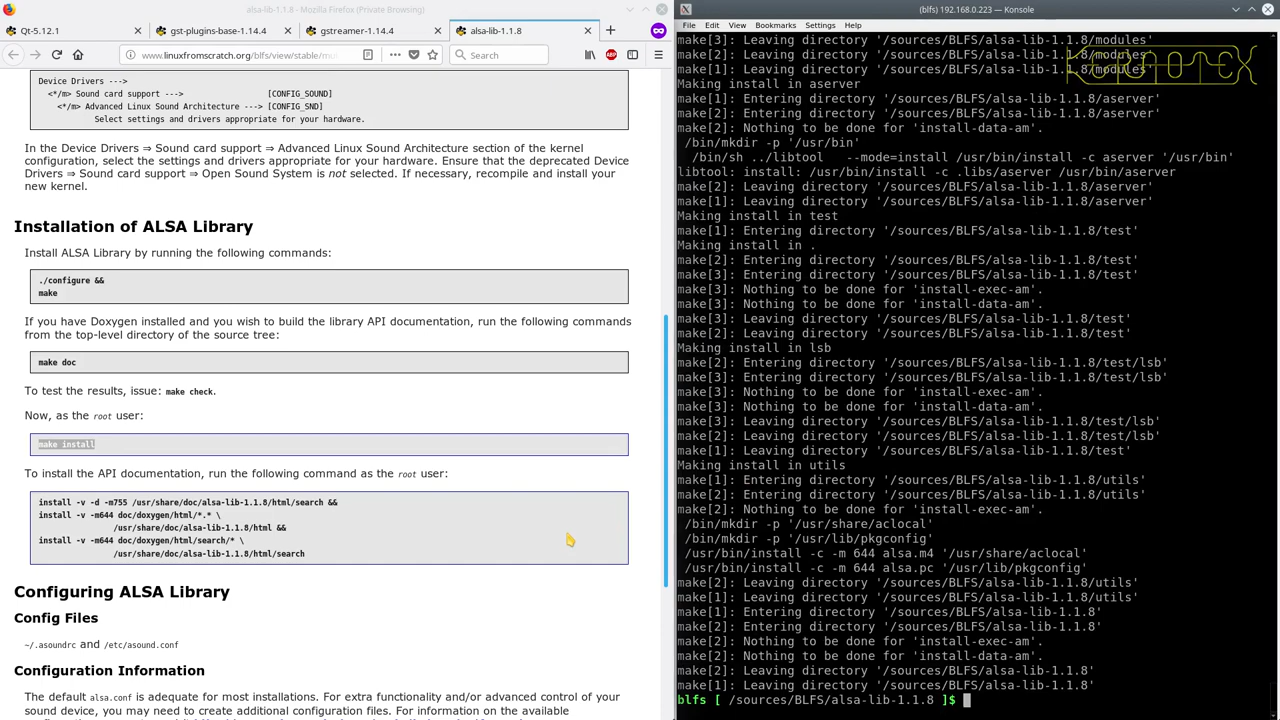 alsa-lib-1.1.8 - Mozilla Firefox (Private Browsing)
Qt-5.12.1
gst-plugins-base-1.14.4
gstreamer-1.14.4
alsa-lib-1.1.8
www.linuxfromscratch.org/blfs/view/stable/mu
Search
Device Drivers --->
<*/m> Sound card support ---> [CONFIG_SOUND]
<*/m> Advanced Linux Sound Architecture ---> [CONFIG_SND]
Select settings and drivers appropriate for your hardware.
In the Device Drivers ⇒ Sound card support ⇒ Advanced Linux Sound Architecture section of the kernel
configuration, select the settings and drivers appropriate for your hardware. Ensure that the deprecated Device
Drivers ⇒ Sound card support ⇒ Open Sound System is not selected. If necessary, recompile and install your
new kernel.
Installation of ALSA Library
Install ALSA Library by running the following commands:
./configure &&
make
If you have Doxygen installed and you wish to build the library API documentation, run the following commands
from the top-level directory of the source tree:
make doc
To test the results, issue: make check.
Now, as the root user:
make install
To install the API documentation, run the following command as the root user:
install -v -d -m755 /usr/share/doc/alsa-lib-1.1.8/html/search &&
install -v -m644 doc/doxygen/html/*.* \
/usr/share/doc/alsa-lib-1.1.8/html &&
install -v -m644 doc/doxygen/html/search/* \
/usr/share/doc/alsa-lib-1.1.8/html/search
Configuring ALSA Library
Config Files
~/.asoundrc and /etc/asound.conf
Configuration Information
The default alsa.conf is adequate for most installations. For extra functionality and/or advanced control of your
sound device, you may need to create additional configuration files. For information on the available
(blfs) 192.168.0.223 — Konsole
File Edit View Bookmarks Settings Help
make[3]: Leaving directory '/sources/BLFS/alsa-lib-1.1.8/modules'
make[2]: Leaving directory '/sources/BLFS/alsa-lib-1.1.8/modules'
make[1]: Leaving directory '/sources/BLFS/alsa-lib-1.1.8/modules'
KERNOTEX
Making install in aserver
make[1]: Entering directory '/sources/BLFS/alsa-lib-1.1.8/aserver'
make[2]: Entering directory '/sources/BLFS/alsa-lib-1.1.8/aserver'
make[2]: Nothing to be done for 'install-data-am'.
/bin/mkdir -p '/usr/bin'
/bin/sh ../libtool --mode=install /usr/bin/install -c aserver '/usr/bin'
libtool: install: /usr/bin/install -c .libs/aserver /usr/bin/aserver
make[2]: Leaving directory '/sources/BLFS/alsa-lib-1.1.8/aserver'
make[1]: Leaving directory '/sources/BLFS/alsa-lib-1.1.8/aserver'
Making install in test
make[1]: Entering directory '/sources/BLFS/alsa-lib-1.1.8/test'
Making install in .
make[2]: Entering directory '/sources/BLFS/alsa-lib-1.1.8/test'
make[3]: Entering directory '/sources/BLFS/alsa-lib-1.1.8/test'
make[3]: Nothing to be done for 'install-exec-am'.
make[3]: Nothing to be done for 'install-data-am'.
make[3]: Leaving directory '/sources/BLFS/alsa-lib-1.1.8/test'
make[2]: Leaving directory '/sources/BLFS/alsa-lib-1.1.8/test'
Making install in lsb
make[2]: Entering directory '/sources/BLFS/alsa-lib-1.1.8/test/lsb'
make[3]: Entering directory '/sources/BLFS/alsa-lib-1.1.8/test/lsb'
make[3]: Nothing to be done for 'install-exec-am'.
make[3]: Nothing to be done for 'install-data-am'.
make[3]: Leaving directory '/sources/BLFS/alsa-lib-1.1.8/test/lsb'
make[2]: Leaving directory '/sources/BLFS/alsa-lib-1.1.8/test/lsb'
make[1]: Leaving directory '/sources/BLFS/alsa-lib-1.1.8/test'
Making install in utils
make[1]: Entering directory '/sources/BLFS/alsa-lib-1.1.8/utils'
make[2]: Entering directory '/sources/BLFS/alsa-lib-1.1.8/utils'
make[2]: Nothing to be done for 'install-exec-am'.
/bin/mkdir -p '/usr/share/aclocal'
/bin/mkdir -p '/usr/lib/pkgconfig'
/usr/bin/install -c -m 644 alsa.m4 '/usr/share/aclocal'
/usr/bin/install -c -m 644 alsa.pc '/usr/lib/pkgconfig'
make[2]: Leaving directory '/sources/BLFS/alsa-lib-1.1.8/utils'
make[1]: Leaving directory '/sources/BLFS/alsa-lib-1.1.8/utils'
make[1]: Entering directory '/sources/BLFS/alsa-lib-1.1.8'
make[2]: Entering directory '/sources/BLFS/alsa-lib-1.1.8'
make[2]: Nothing to be done for 'install-exec-am'.
make[2]: Nothing to be done for 'install-data-am'.
make[2]: Leaving directory '/sources/BLFS/alsa-lib-1.1.8'
make[1]: Leaving directory '/sources/BLFS/alsa-lib-1.1.8'
blfs [ /sources/BLFS/alsa-lib-1.1.8 ]$